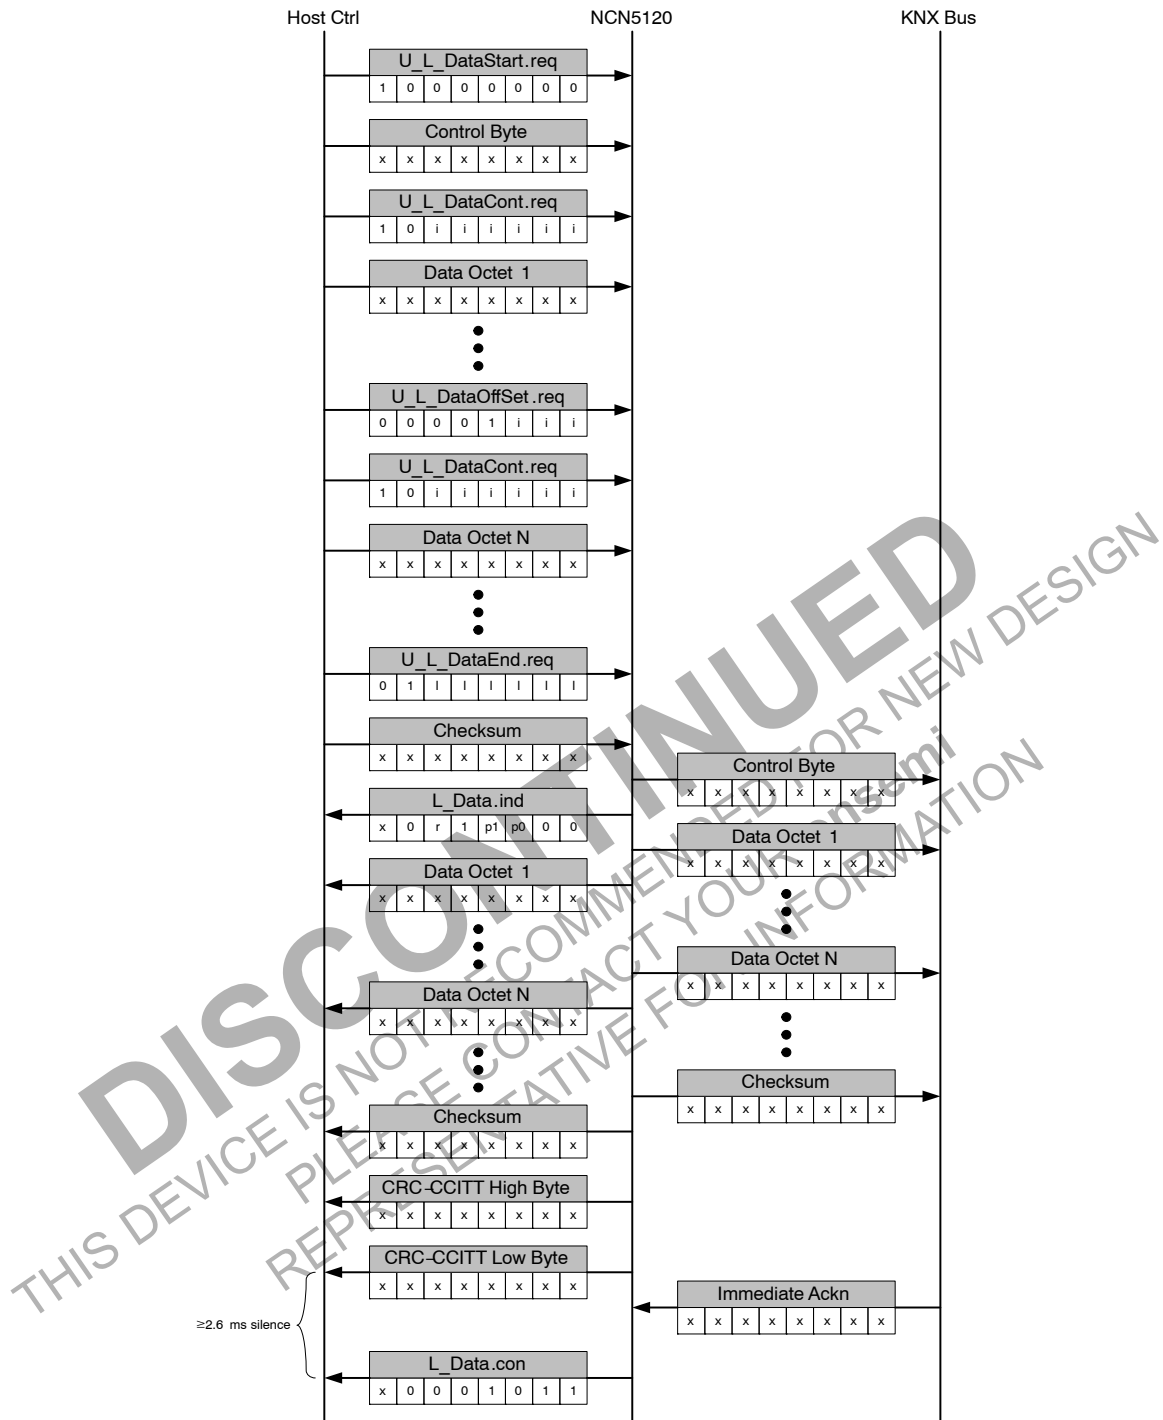 Host Ctrl NCN5120 KNX Bus
U_L_DataStart.req
1 0 0 0 0 0 0 0
Control Byte
x x x x x x x x
U_L_DataCont.req
1 0 i i i i i i
Data Octet 1
x x x x x x x x
U_L_DataOffSet.req
0 0 0 0 1 i i i
U_L_DataCont.req
1 0 i i i i i i
Data Octet N
x x x x x x x x
U_L_DataEnd.req
0 1 l l l l l l
Checksum
x x x x x x x x
Control Byte
x x x x x x x x
L_Data.ind
x 0 r 1 p1 p0 0 0
Data Octet 1
x x x x x x x x
Data Octet 1
x x x x x x x x
Data Octet N
x x x x x x x x
Data Octet N
x x x x x x x x
Checksum
x x x x x x x x
Checksum
x x x x x x x x
CRC-CCITT High Byte
x x x x x x x x
CRC-CCITT Low Byte
x x x x x x x x
Immediate Ackn
x x x x x x x x
≥2.6 ms silence
L_Data.con
x 0 0 0 1 0 1 1
DISCONTINUED
THIS DEVICE IS NOT RECOMMENDED FOR NEW DESIGN
PLEASE CONTACT YOUR onsemi
REPRESENTATIVE FOR INFORMATION